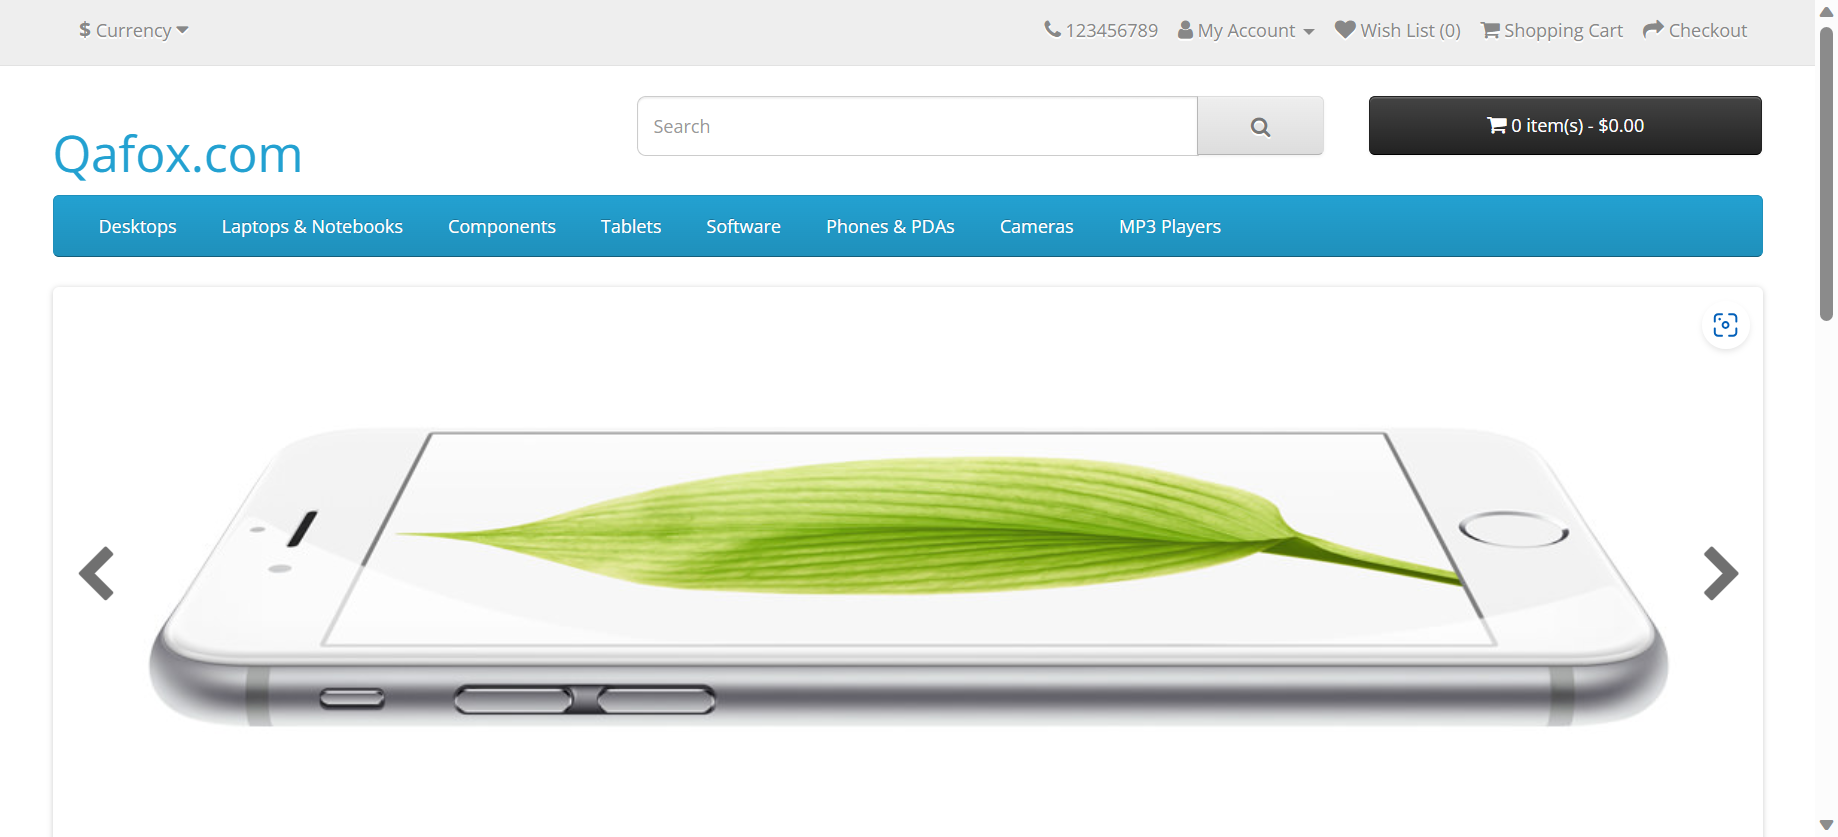 $ Currency
123456789 My Account Wish List (0) Shopping Cart Checkout
Qafox.com
Search
0 item(s) - $0.00
Desktops Laptops & Notebooks Components Tablets Software Phones & PDAs Cameras MP3 Players